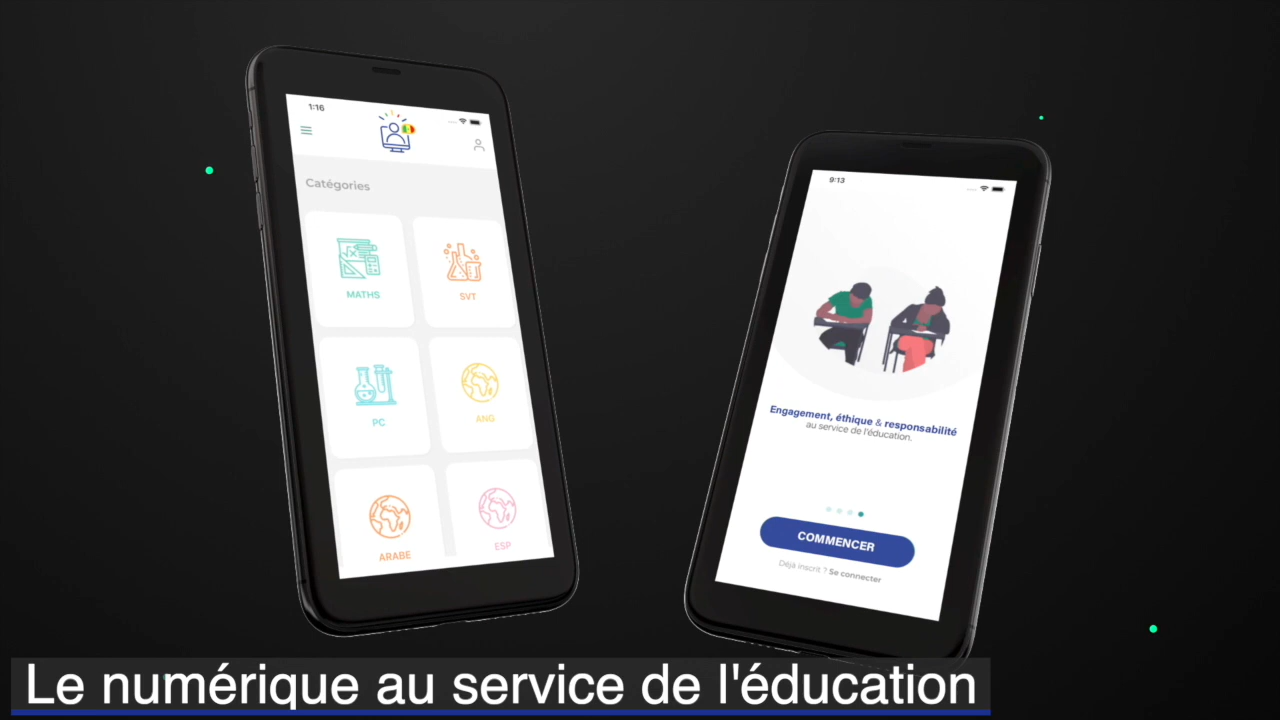 1:16
Catégories
MATHS
SVT
PC
ANG
ARABE
ESP
9:13
Engagement, éthique & responsabilité
au service de l'éducation.
COMMENCER
Déjà inscrit ? Se connecter
Le numérique au service de l'éducation